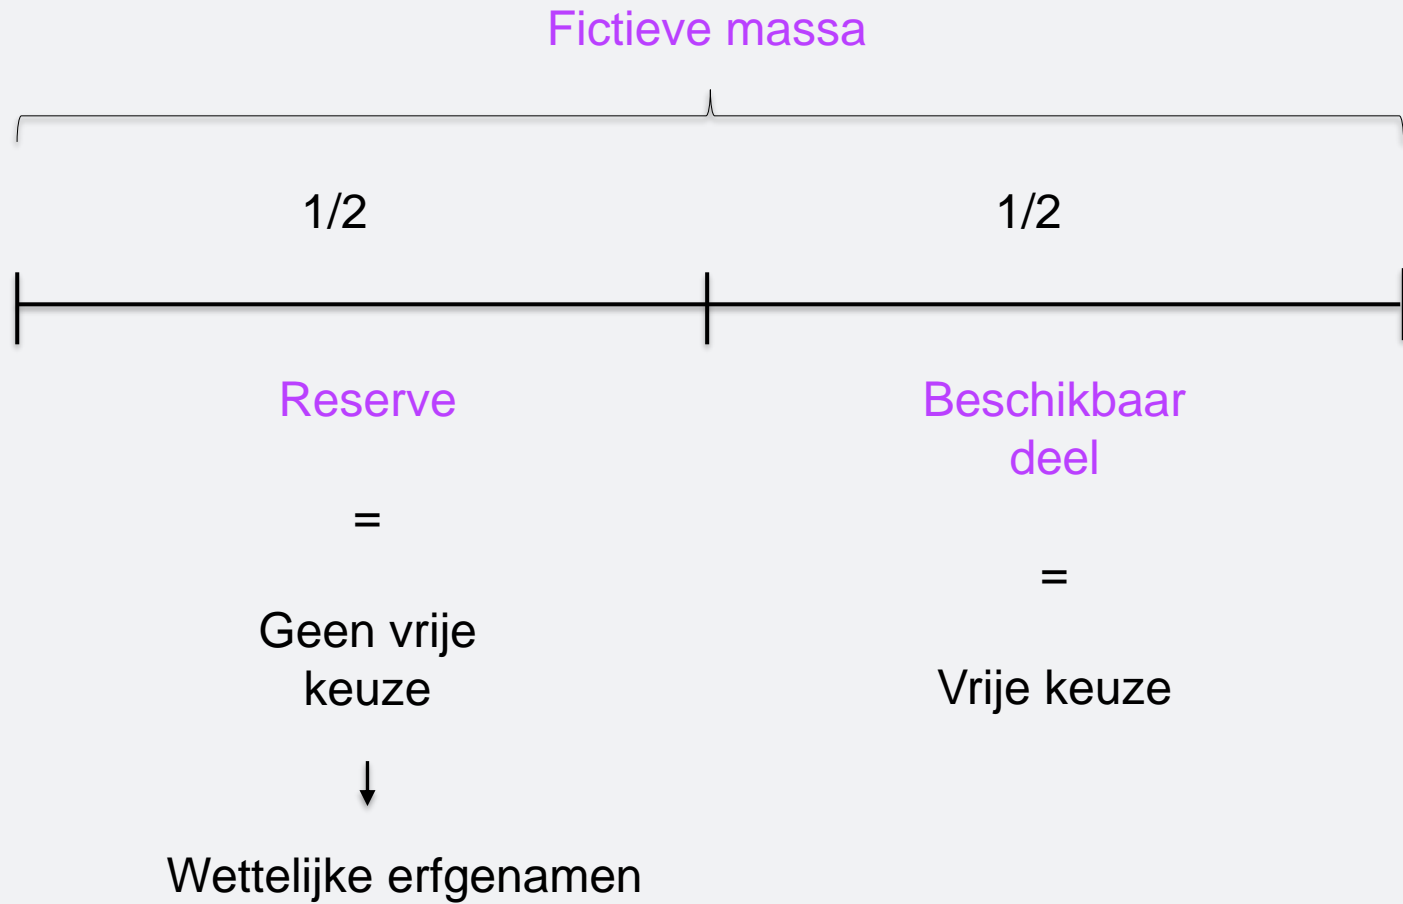 Fictieve massa
1/2
1/2
Reserve
=
Geen vrije
keuze
Wettelijke erfgenamen
Beschikbaar
deel
=
Vrije keuze